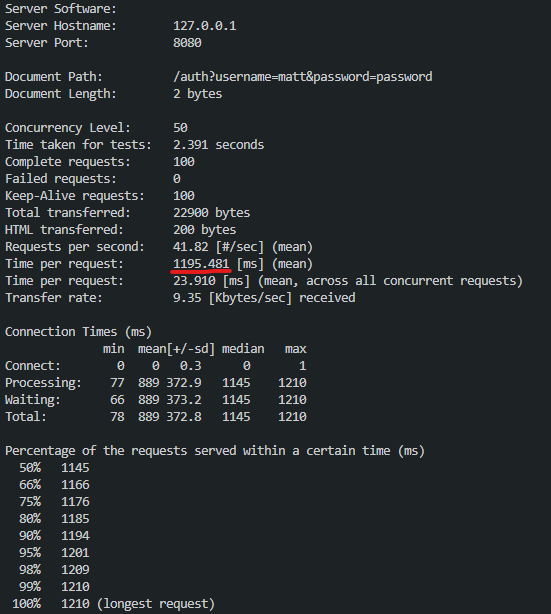 Server Software:
Server Hostname:        127.0.0.1
Server Port:            8080

Document Path:          /auth?username=matt&password=password
Document Length:        2 bytes

Concurrency Level:      50
Time taken for tests:   2.391 seconds
Complete requests:      100
Failed requests:        0
Keep-Alive requests:    100
Total transferred:      22900 bytes
HTML transferred:       200 bytes
Requests per second:    41.82 [#/sec] (mean)
Time per request:       1195.481 [ms] (mean)
Time per request:       23.910 [ms] (mean, across all concurrent requests)
Transfer rate:          9.35 [Kbytes/sec] received

Connection Times (ms)
              min  mean[+/-sd] median   max
Connect:        0    0   0.3      0       1
Processing:    77  889 372.9   1145    1210
Waiting:       66  889 373.2   1145    1210
Total:         78  889 372.8   1145    1210

Percentage of the requests served within a certain time (ms)
  50%   1145
  66%   1166
  75%   1176
  80%   1185
  90%   1194
  95%   1201
  98%   1209
  99%   1210
 100%   1210 (longest request)